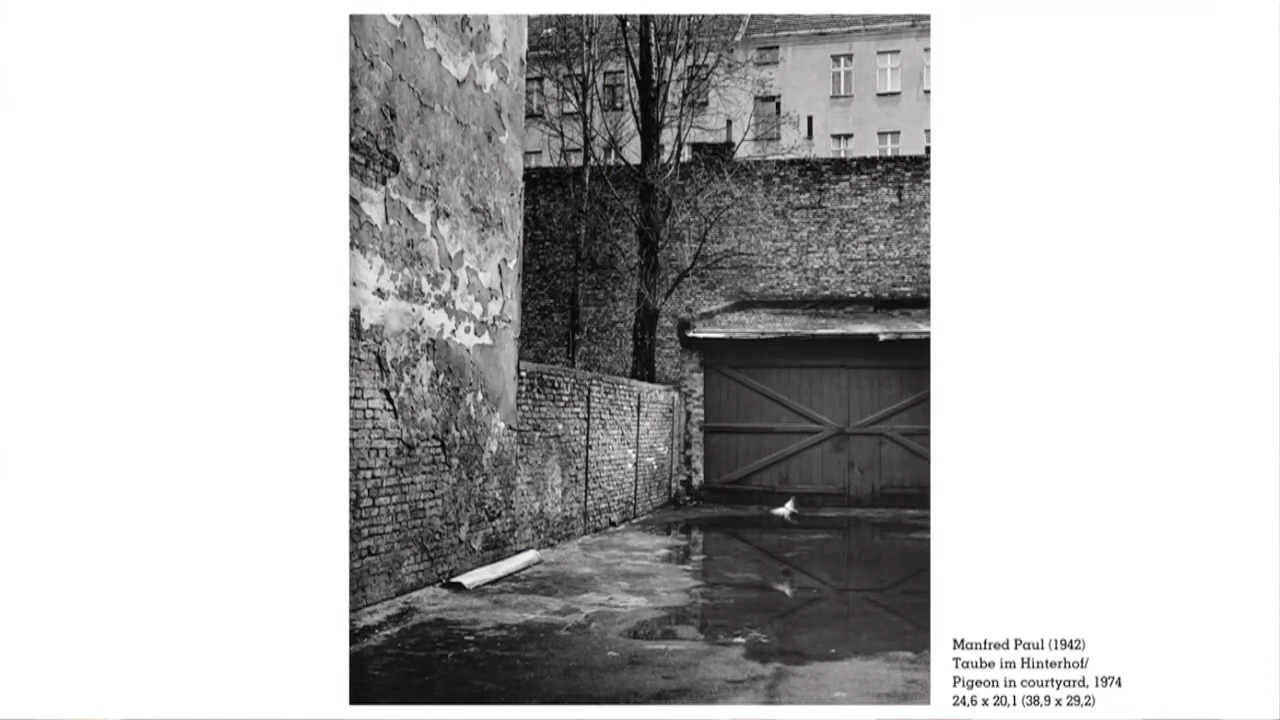 Manfred Paul (1942)
Taube im Hinterhof/
Pigeon in courtyard, 1974
24,6 x 20,1 (38,9 x 29,2)